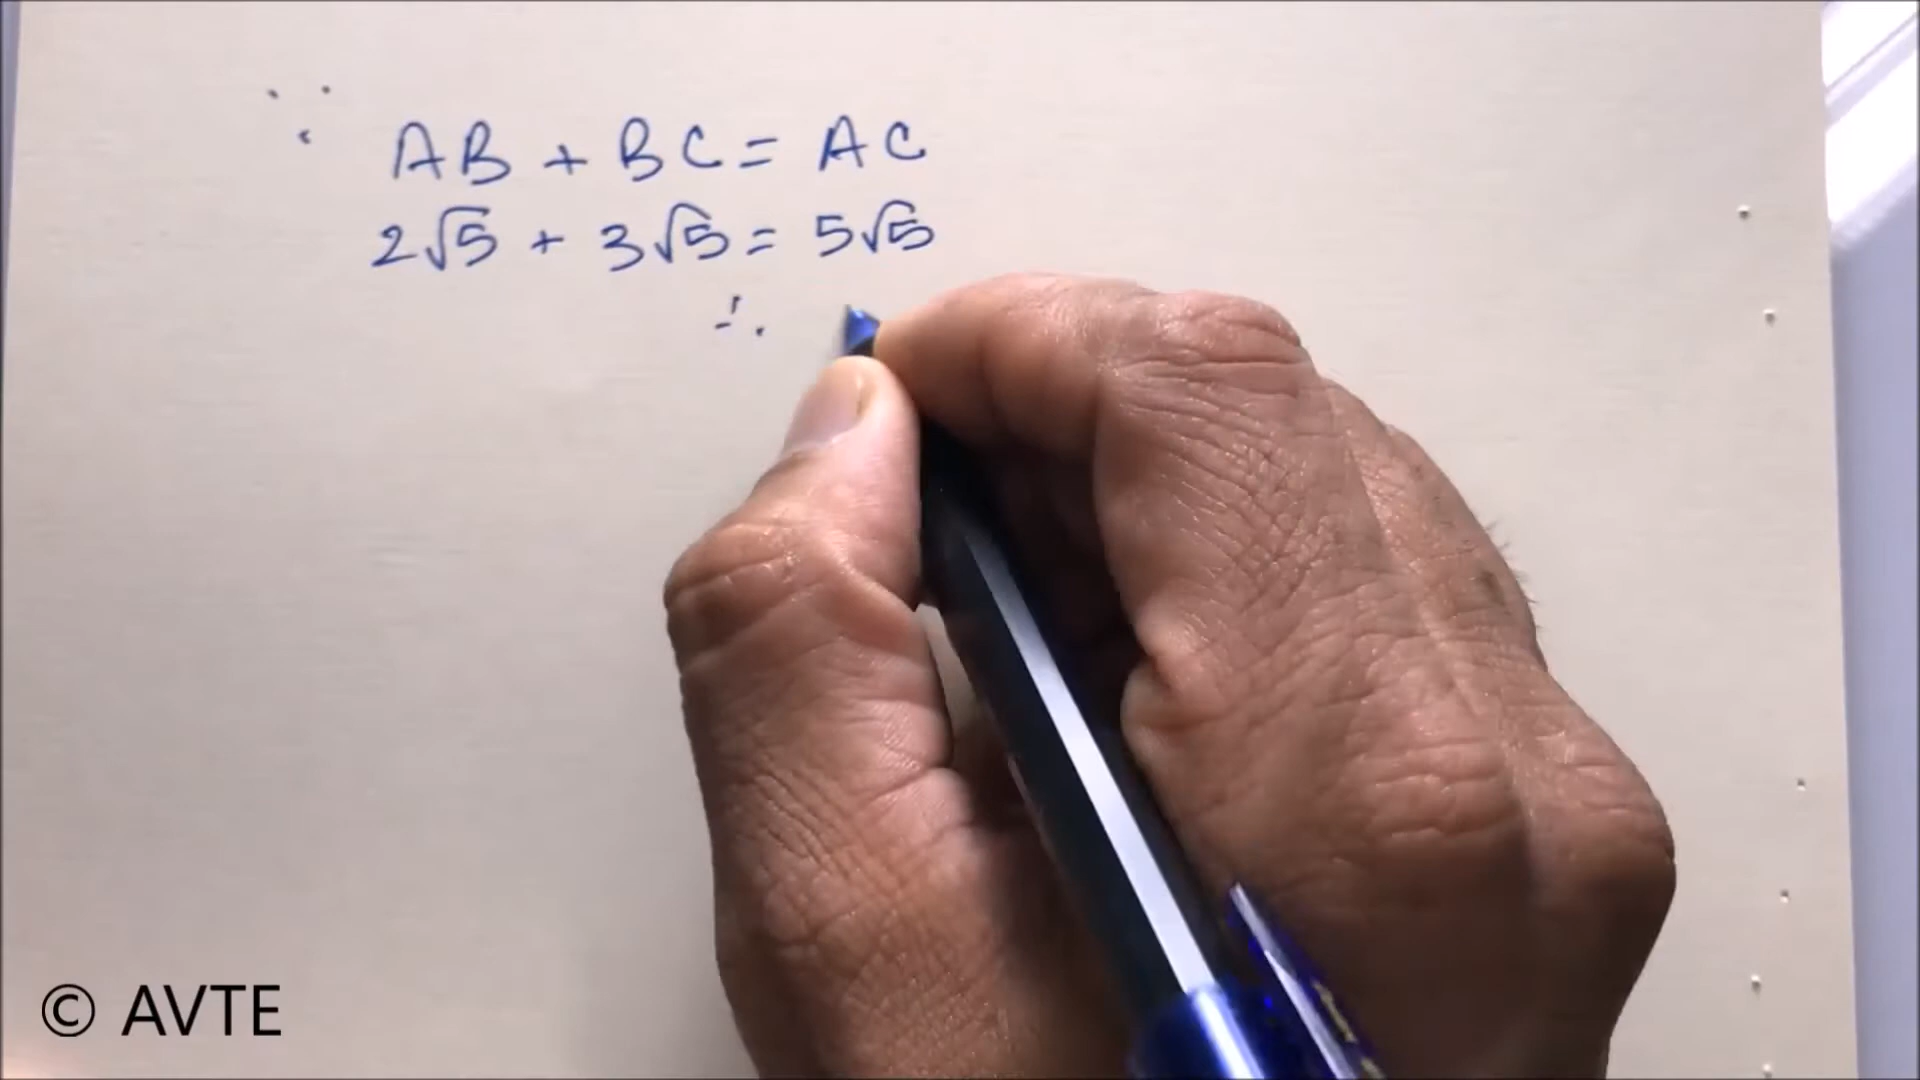 ∵ AB + BC = AC
2√5 + 3√5 = 5√5
∴
© AVTE